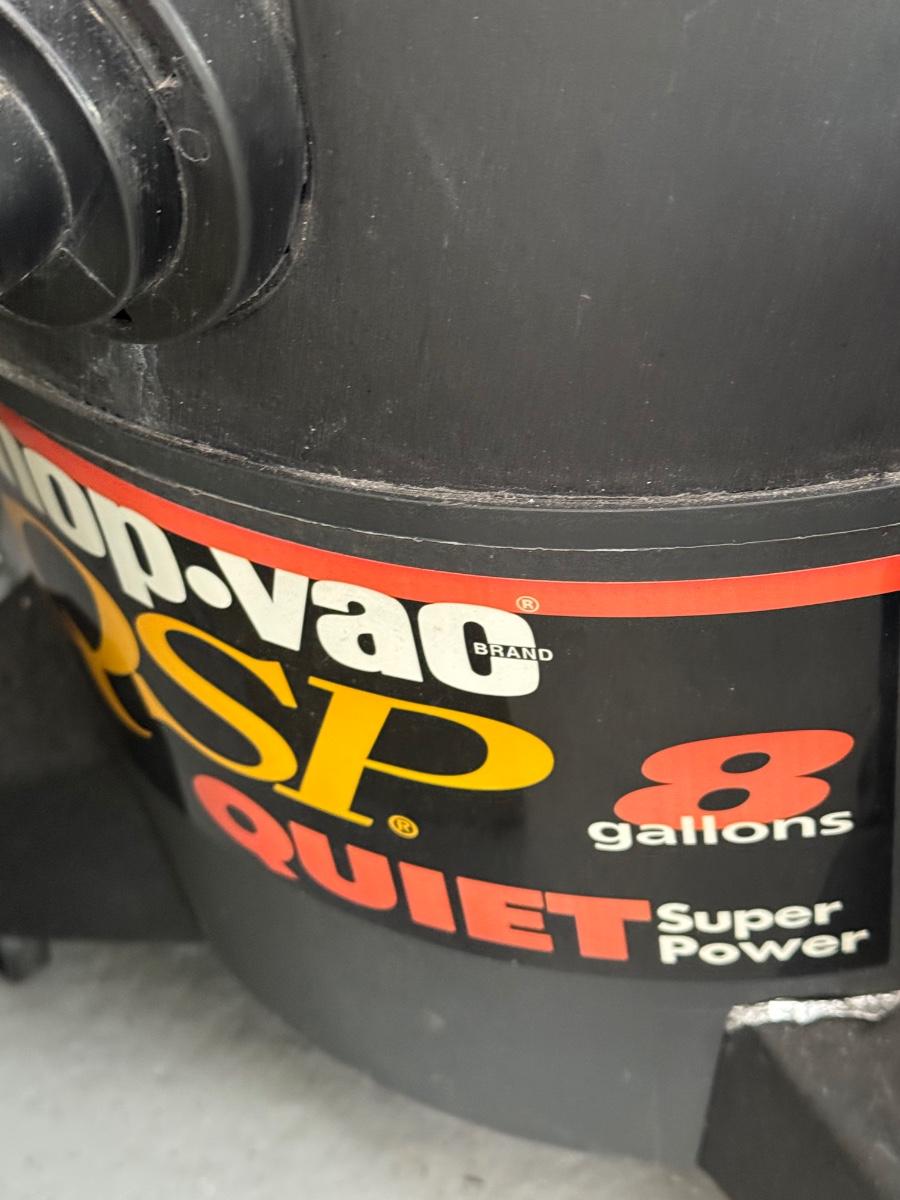 hop.vac®
BRAND
QSP®
8
gallons
QUIET Super
Power